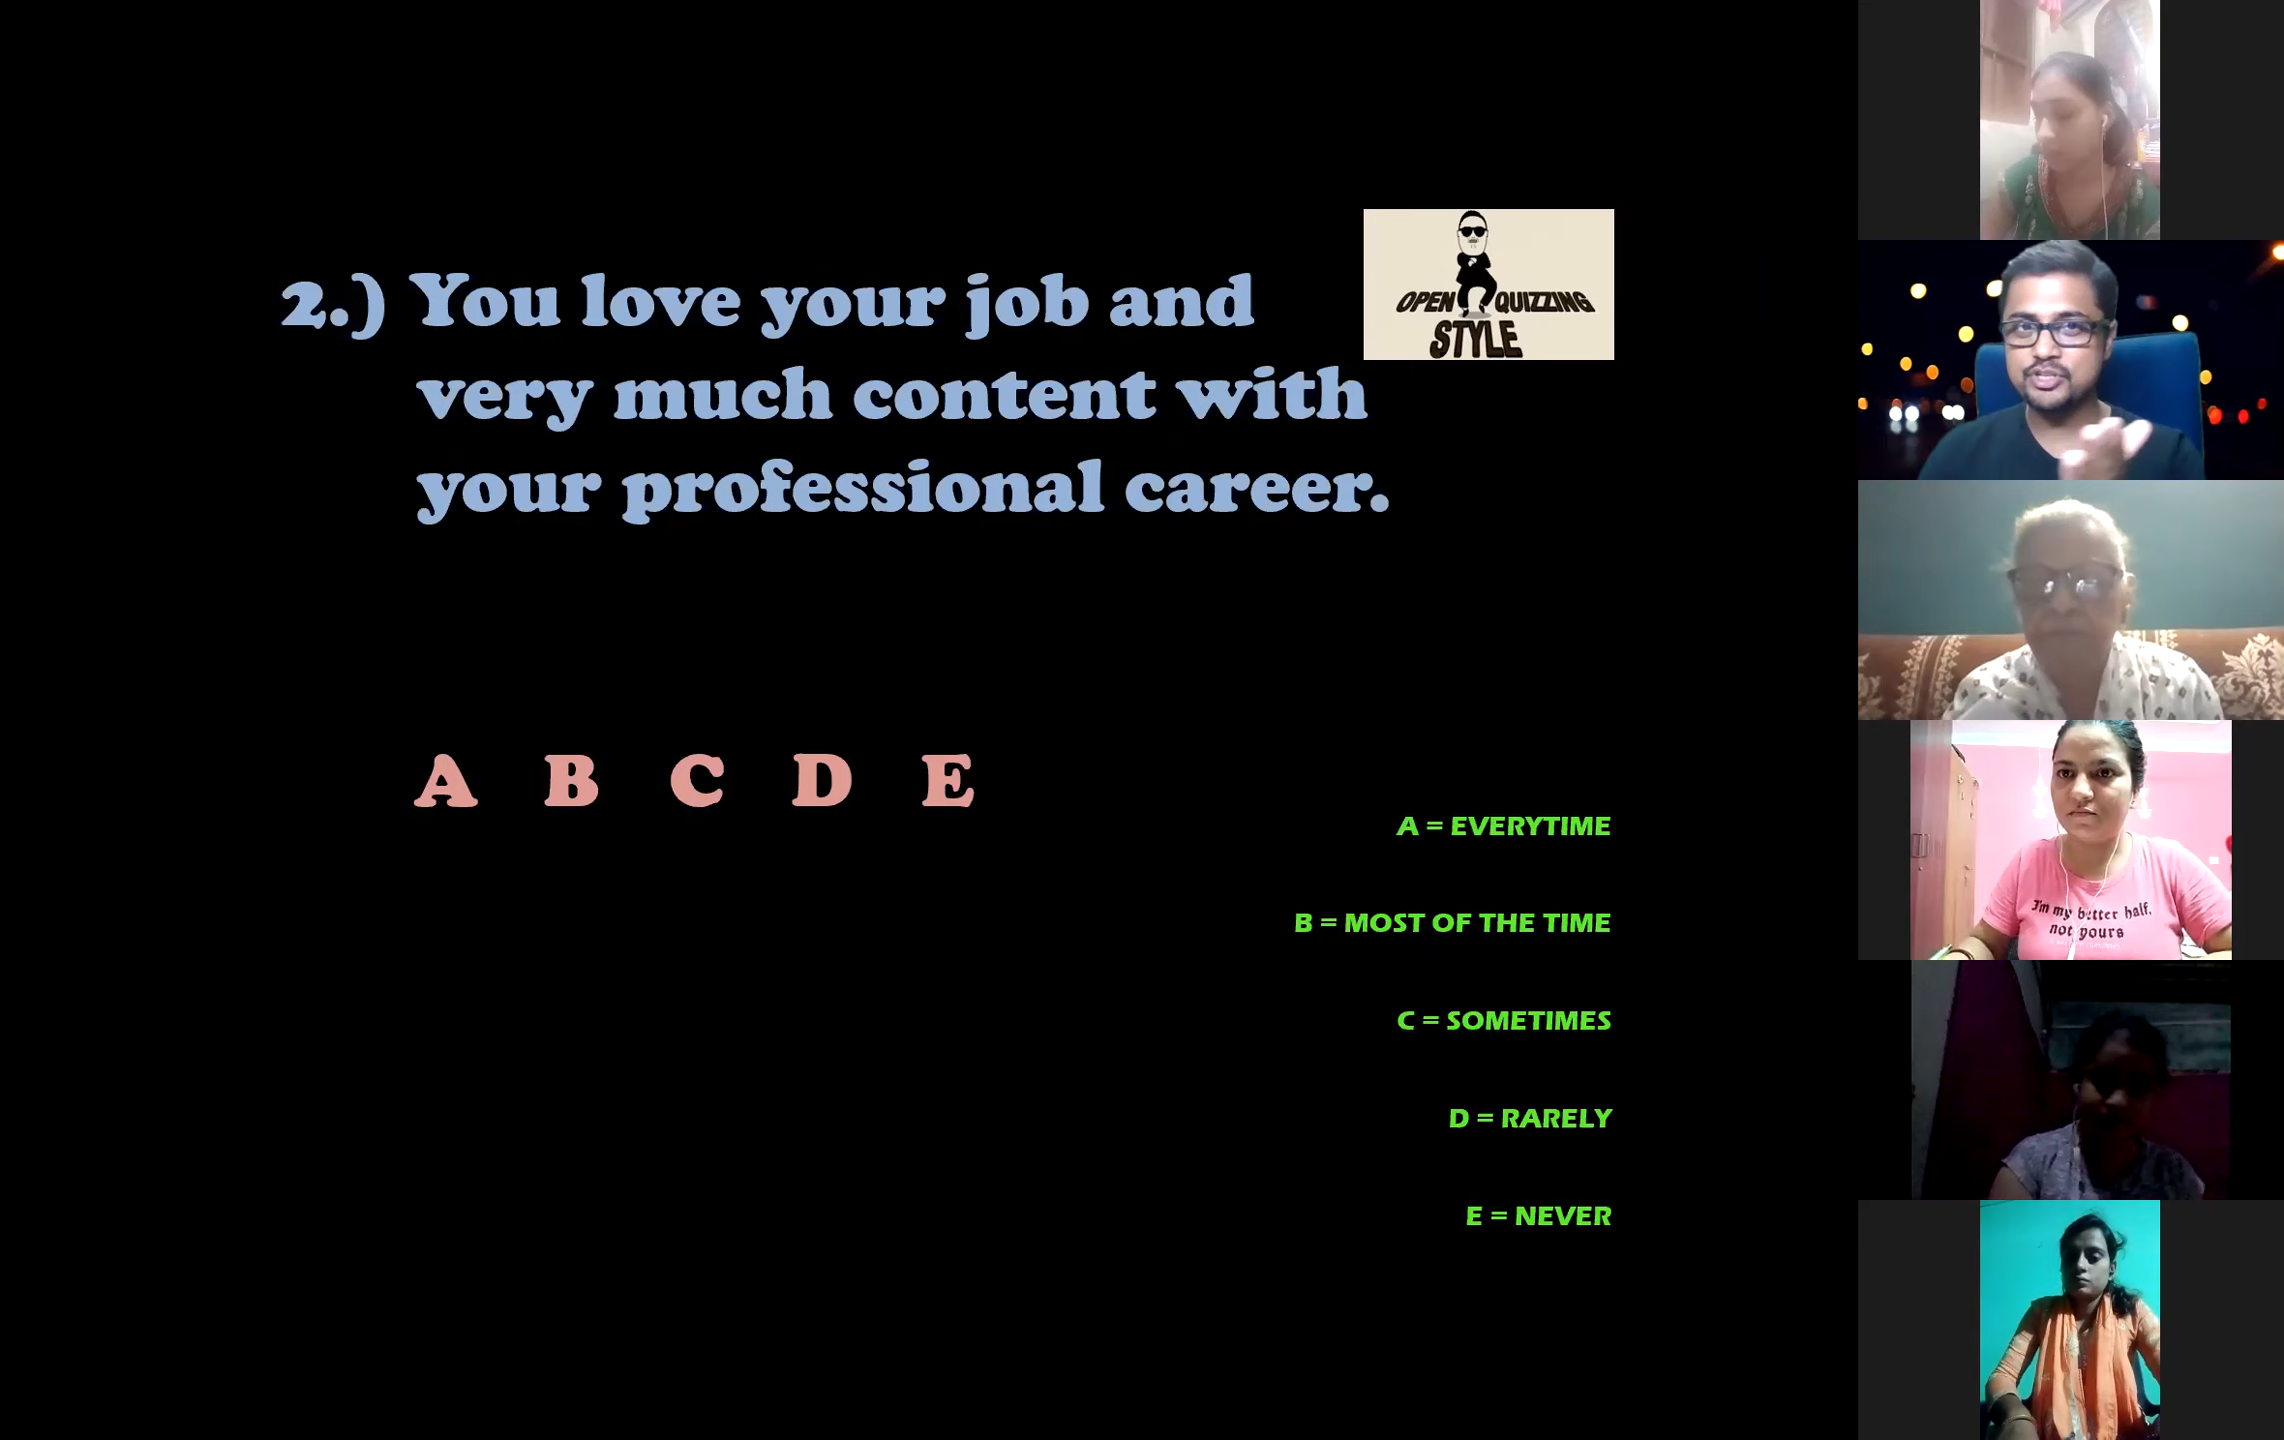 2.) You love your job and
very much content with
your professional career.
OPEN QUIZZING
STYLE
A B C D E
A = EVERYTIME
B = MOST OF THE TIME
C = SOMETIMES
D = RARELY
E = NEVER
I'm my better half,
not yours